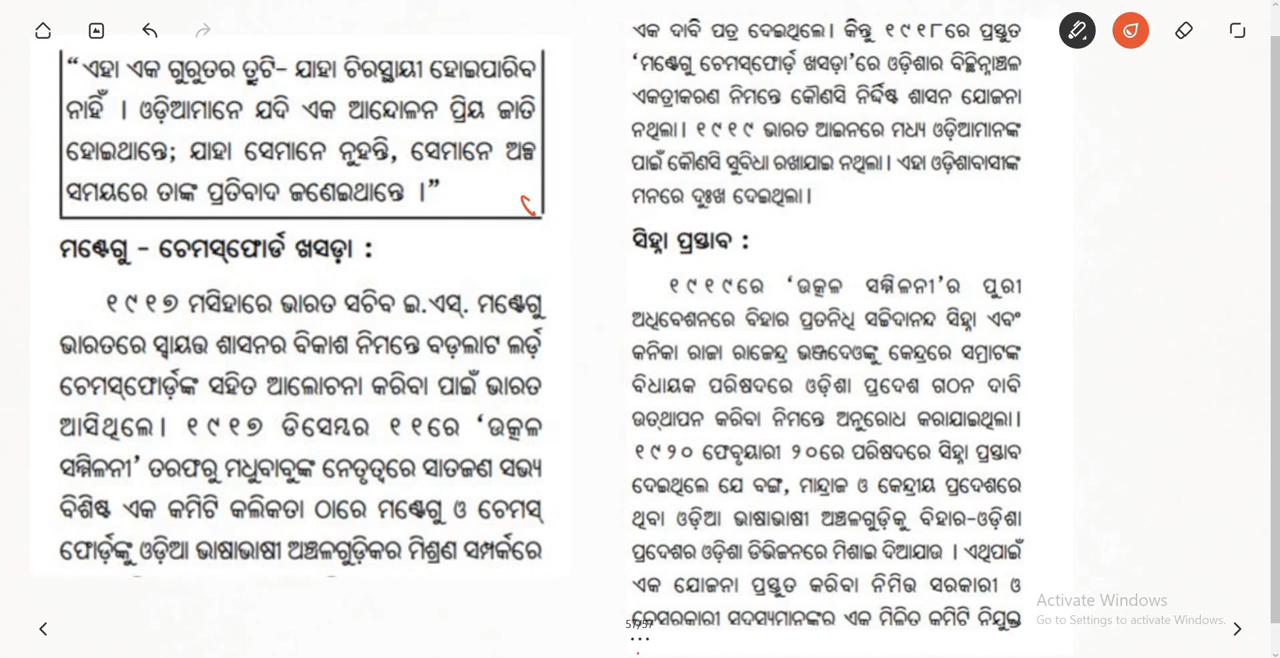 “ଏହା ଏକ ଗୁରୁତର ତ୍ରୁଟି- ଯାହା ଚିରସ୍ଥାୟୀ ହୋଇପାରିବ
ନାହିଁ । ଓଡ଼ିଆମାନେ ଯଦି ଏକ ଆନ୍ଦୋଳନ ପ୍ରିୟ ଜାତି
ହୋଇଥାନ୍ତେ; ଯାହା ସେମାନେ ନୁହନ୍ତି, ସେମାନେ ଅଳ୍ପ
ସମୟରେ ତାଙ୍କ ପ୍ରତିବାଦ ଜଣେଇଥାନ୍ତେ ।”
ମଣ୍ଟେଗୁ - ଚେମସ୍‌ଫୋର୍ଡ ଖସଡ଼ା :
୧୯୧୭ ମସିହାରେ ଭାରତ ସଚିବ ଇ.ଏସ୍. ମଣ୍ଟେଗୁ
ଭାରତରେ ସ୍ୱାୟତ୍ତ ଶାସନର ବିକାଶ ନିମନ୍ତେ ବଡ଼ଲାଟ ଲର୍ଡ଼
ଚେମସ୍‌ଫୋର୍ଡ଼ଙ୍କ ସହିତ ଆଲୋଚନା କରିବା ପାଇଁ ଭାରତ
ଆସିଥିଲେ। ୧୯୧୭ ଡିସେମ୍ବର ୧୧ରେ ‘ଉତ୍କଳ
ସମ୍ମିଳନୀ’ ତରଫରୁ ମଧୁବାବୁଙ୍କ ନେତୃତ୍ୱରେ ସାତଜଣ ସଭ୍ୟ
ବିଶିଷ୍ଟ ଏକ କମିଟି କଲିକତା ଠାରେ ମଣ୍ଟେଗୁ ଓ ଚେମସ୍
ଫୋର୍ଡ଼ଙ୍କୁ ଓଡ଼ିଆ ଭାଷାଭାଷୀ ଅଞ୍ଚଳଗୁଡ଼ିକର ମିଶ୍ରଣ ସମ୍ପର୍କରେ
ଏକ ଦାବି ପତ୍ର ଦେଇଥିଲେ। କିନ୍ତୁ ୧୯୧୮ରେ ପ୍ରସ୍ତୁତ
‘ମଣ୍ଟେଗୁ ଚେମସ୍‌ଫୋର୍ଡ଼ ଖସଡ଼ା’ରେ ଓଡ଼ିଶାର ବିଚ୍ଛିନ୍ନାଞ୍ଚଳ
ଏକତ୍ରୀକରଣ ନିମନ୍ତେ କୌଣସି ନିର୍ଦ୍ଦିଷ୍ଟ ଶାସନ ଯୋଜନା
ନଥିଲା। ୧୯୧୯ ଭାରତ ଆଇନରେ ମଧ୍ୟ ଓଡ଼ିଆମାନଙ୍କ
ପାଇଁ କୌଣସି ସୁବିଧା ରଖାଯାଇ ନଥିଲା। ଏହା ଓଡ଼ିଶାବାସୀଙ୍କ
ମନରେ ଦୁଃଖ ଦେଇଥିଲା।
ସିହ୍ନା ପ୍ରସ୍ତାବ :
୧୯୧୯ରେ ‘ଉତ୍କଳ ସମ୍ମିଳନୀ’ର ପୁରୀ
ଅଧିବେଶନରେ ବିହାର ପ୍ରତନିଧି ସଚ୍ଚିଦାନନ୍ଦ ସିହ୍ନା ଏବଂ
କନିକା ରାଜା ରାଜେନ୍ଦ୍ର ଭଞ୍ଜଦେଓଙ୍କୁ କେନ୍ଦ୍ରରେ ସମ୍ରାଟଙ୍କ
ବିଧାୟକ ପରିଷଦରେ ଓଡ଼ିଶା ପ୍ରଦେଶ ଗଠନ ଦାବି
ଉତ୍‌ଥାପନ କରିବା ନିମନ୍ତେ ଅନୁରୋଧ କରାଯାଇଥିଲା।
୧୯୨୦ ଫେବୃୟାରୀ ୨୦ରେ ପରିଷଦରେ ସିହ୍ନା ପ୍ରସ୍ତାବ
ଦେଇଥିଲେ ଯେ ବଙ୍ଗ, ମାନ୍ଦ୍ରାଜ ଓ କେନ୍ଦ୍ରୀୟ ପ୍ରଦେଶରେ
ଥିବା ଓଡ଼ିଆ ଭାଷାଭାଷୀ ଅଞ୍ଚଳଗୁଡ଼ିକୁ ବିହାର-ଓଡ଼ିଶା
ପ୍ରଦେଶର ଓଡ଼ିଶା ଡିଭିଜନରେ ମିଶାଇ ଦିଆଯାଉ । ଏଥିପାଇଁ
ଏକ ଯୋଜନା ପ୍ରସ୍ତୁତ କରିବା ନିମିତ୍ତ ସରକାରୀ ଓ
ବେସରକାରୀ ସଦସ୍ୟମାନଙ୍କର ଏକ ମିଳିତ କମିଟି ନିଯୁକ୍ତ
57/57
Activate Windows
Go to Settings to activate Windows.